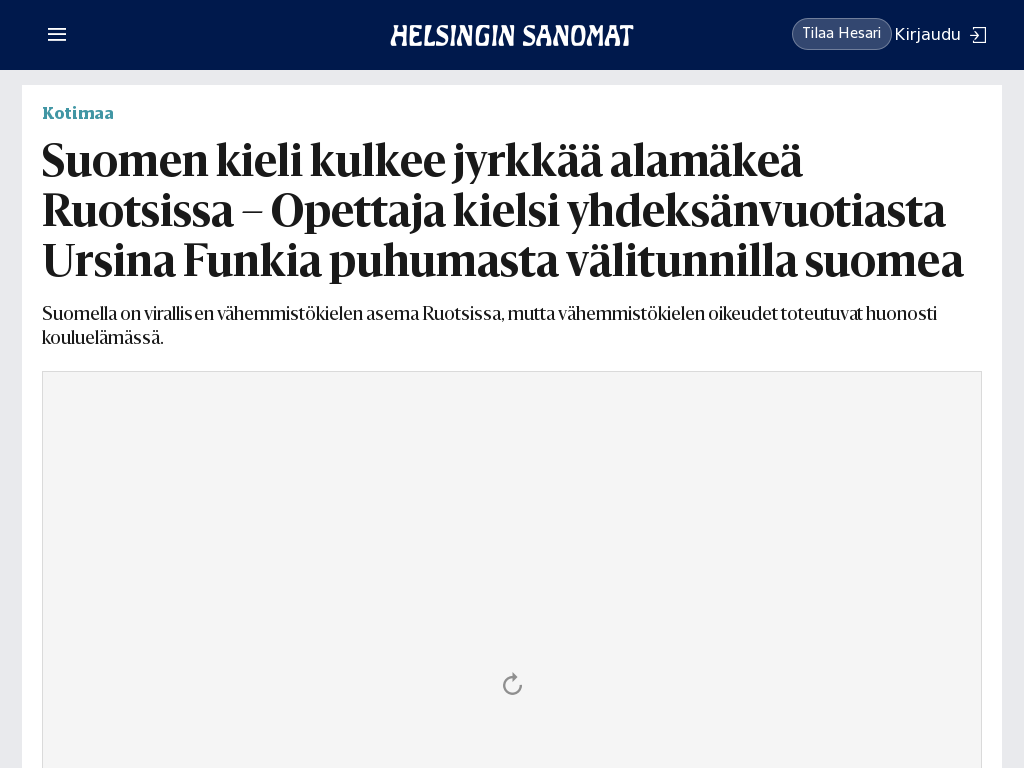 HELSINGIN SANOMAT
Tilaa Hesari
Kirjaudu
Kotimaa
Suomen kieli kulkee jyrkkää alamäkeä
Ruotsissa – Opettaja kielsi yhdeksänvuotiasta
Ursina Funkia puhumasta välitunnilla suomea
Suomella on virallisen vähemmistökielen asema Ruotsissa, mutta vähemmistökielen oikeudet toteutuvat huonosti
kouluelämässä.